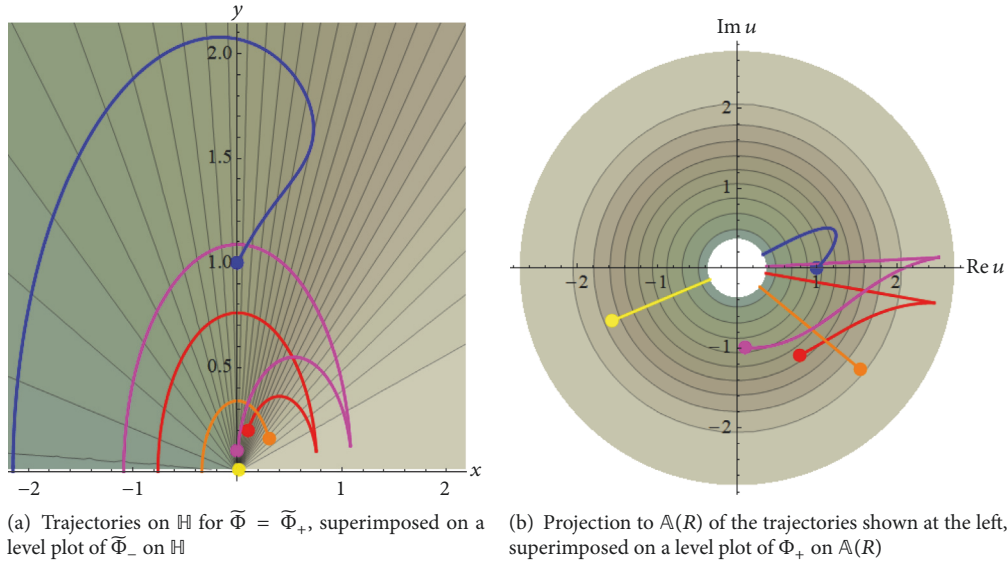 y
2.0
1.5
1.0
0.5
−2
−1
1
2
x
(a) Trajectories on ℍ for Φ̃ = Φ̃₊, superimposed on a
level plot of Φ̃₋ on ℍ
Im u
2
1
−2
−1
1
2
Re u
−1
−2
(b) Projection to 𝔸(R) of the trajectories shown at the left,
superimposed on a level plot of Φ₊ on 𝔸(R)